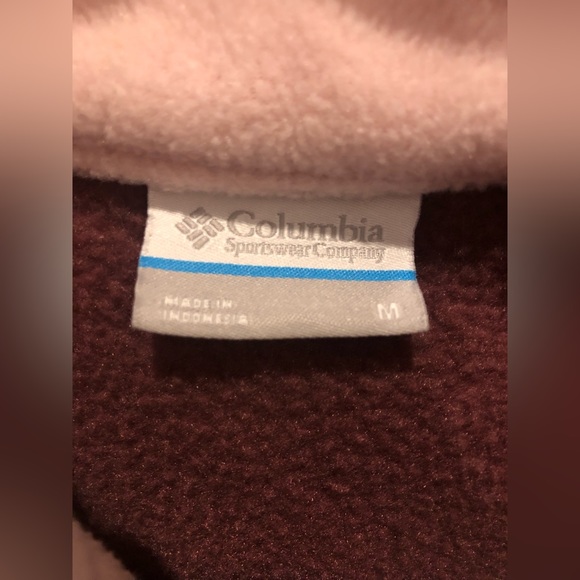 Columbia
Sportswear Company
MADE IN
INDONESIA
M